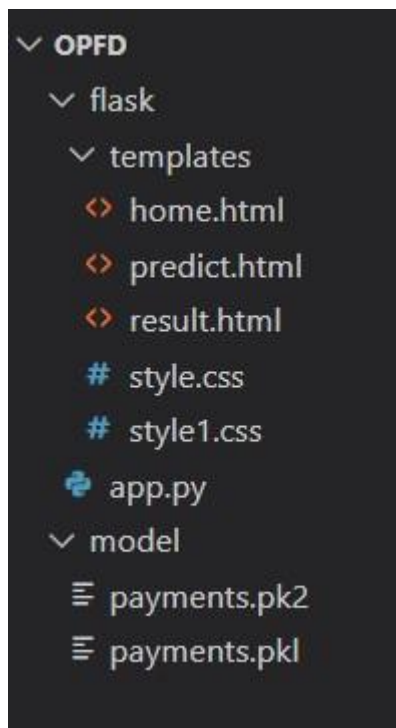 OPFD
flask
templates
<> home.html
<> predict.html
<> result.html
# style.css
# style1.css
app.py
model
payments.pk2
payments.pkl